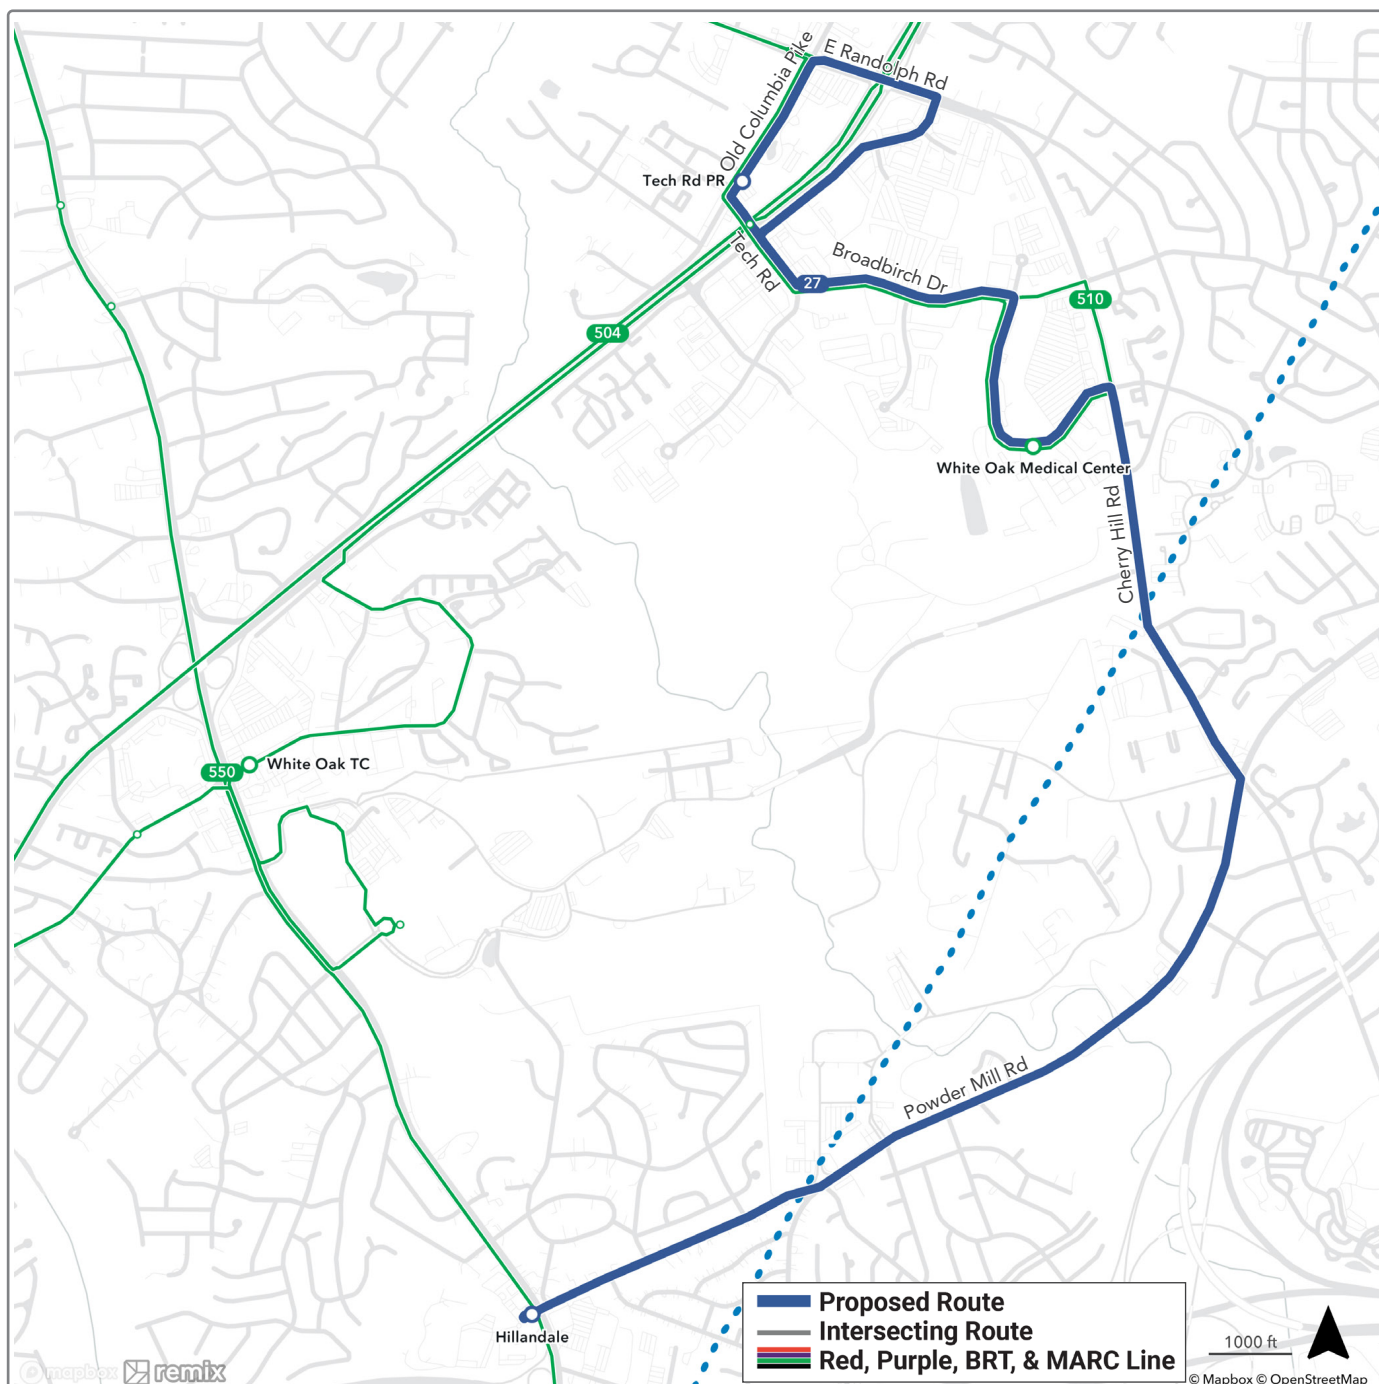 E Randolph Rd
Old Columbia Pike
Tech Rd PR
Tech Rd
Broadbirch Dr
27
510
504
White Oak Medical Center
Cherry Hill Rd
550
White Oak TC
Powder Mill Rd
Hillandale
Proposed Route
Intersecting Route
Red, Purple, BRT, & MARC Line
1000 ft
mapbox remix
© Mapbox © OpenStreetMap